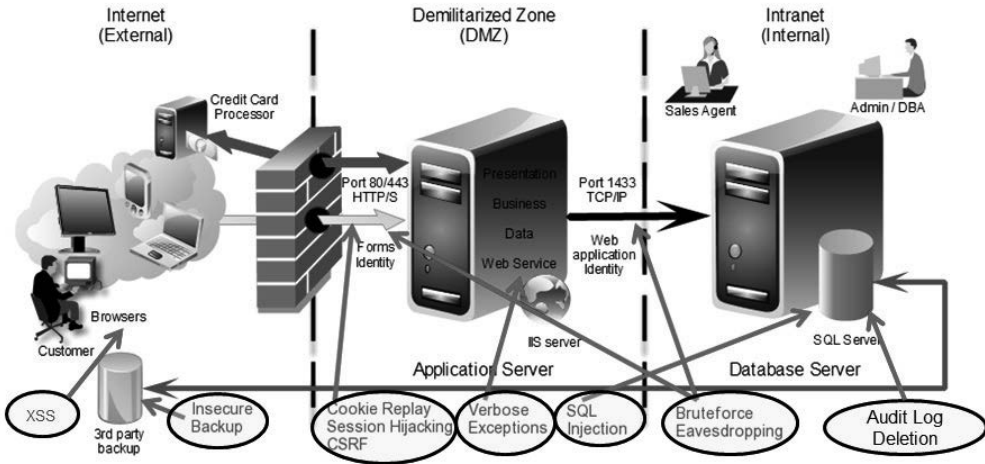 Internet
(External)
Demilitarized Zone
(DMZ)
Intranet
(Internal)
Credit Card
Processor
Sales Agent
Admin / DBA
Port 80/443
HTTP/S
Presentation
Business
Data
Web Service
Port 1433
TCP/IP
Forms
Identity
Web
application
Identity
Browsers
Customer
IIS server
SQL Server
Application Server
Database Server
XSS
3rd party
backup
Insecure
Backup
Cookie Replay
Session Hijacking
CSRF
Verbose
Exceptions
SQL
Injection
Bruteforce
Eavesdropping
Audit Log
Deletion